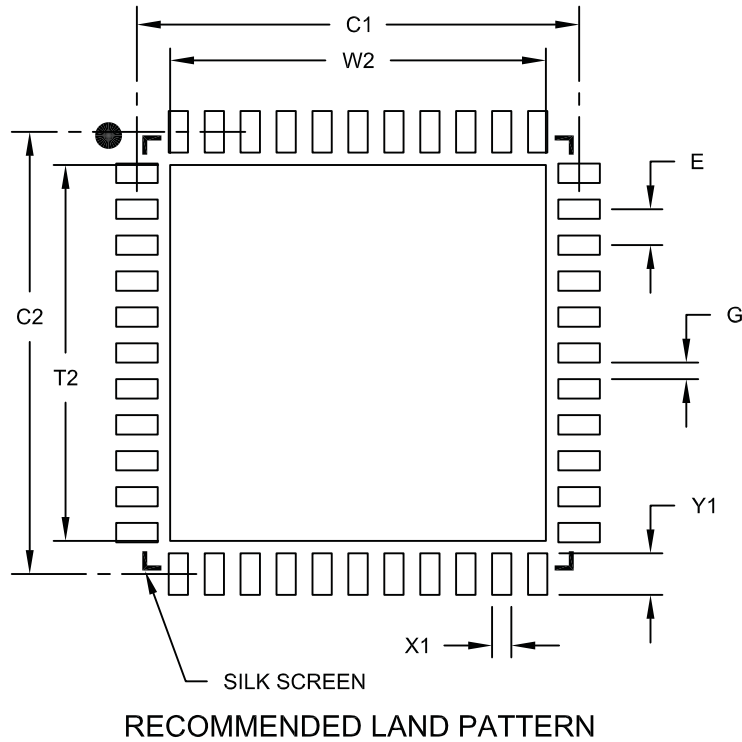 C1
W2
E
C2
G
T2
Y1
X1
SILK SCREEN
RECOMMENDED LAND PATTERN